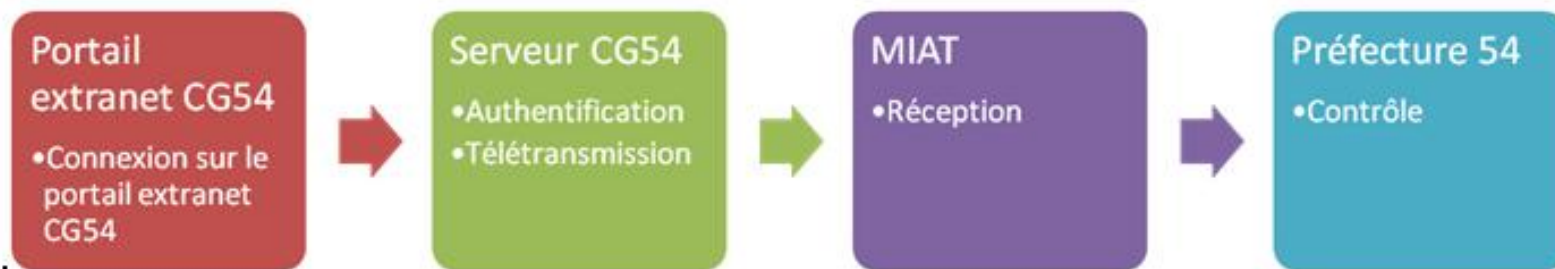 Portail
extranet CG54
•Connexion sur le
portail extranet
CG54
Serveur CG54
•Authentification
•Télétransmission
MIAT
•Réception
Préfecture 54
•Contrôle
.